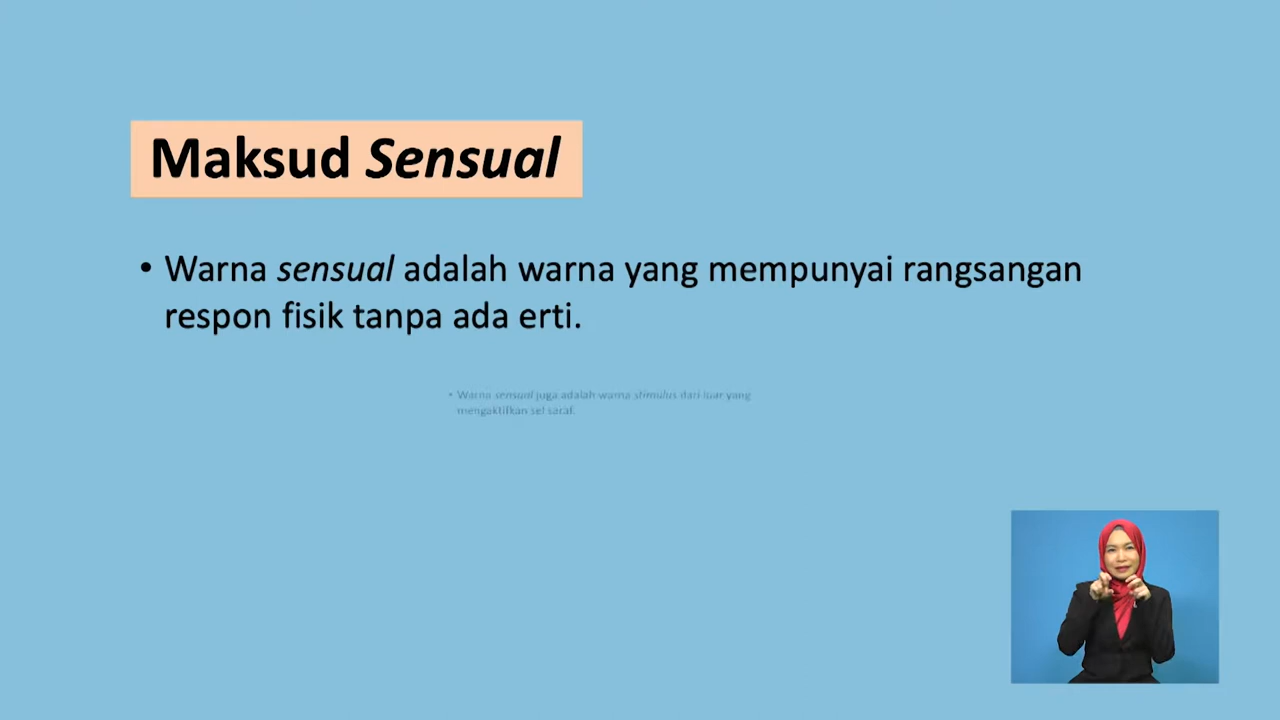 Maksud Sensual
• Warna sensual adalah warna yang mempunyai rangsangan
respon fisik tanpa ada erti.
• Warna sensual juga adalah warna stimulus dari luar yang
mengaktifkan sel saraf.